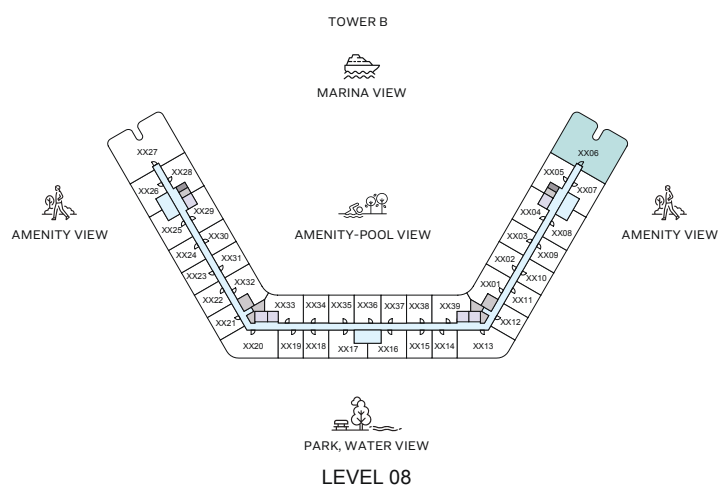 TOWER B
MARINA VIEW
XX27
XX06
XX28
XX05
XX26
XX07
XX29
XX04
XX25
XX08
XX30
XX03
XX24
XX09
XX31
XX02
XX23
XX10
XX32
XX01
XX22
XX11
XX21
XX12
XX33 XX34 XX35 XX36 XX37 XX38 XX39
XX20 XX19 XX18 XX17 XX16 XX15 XX14 XX13
AMENITY VIEW
AMENITY-POOL VIEW
AMENITY VIEW
PARK, WATER VIEW
LEVEL 08